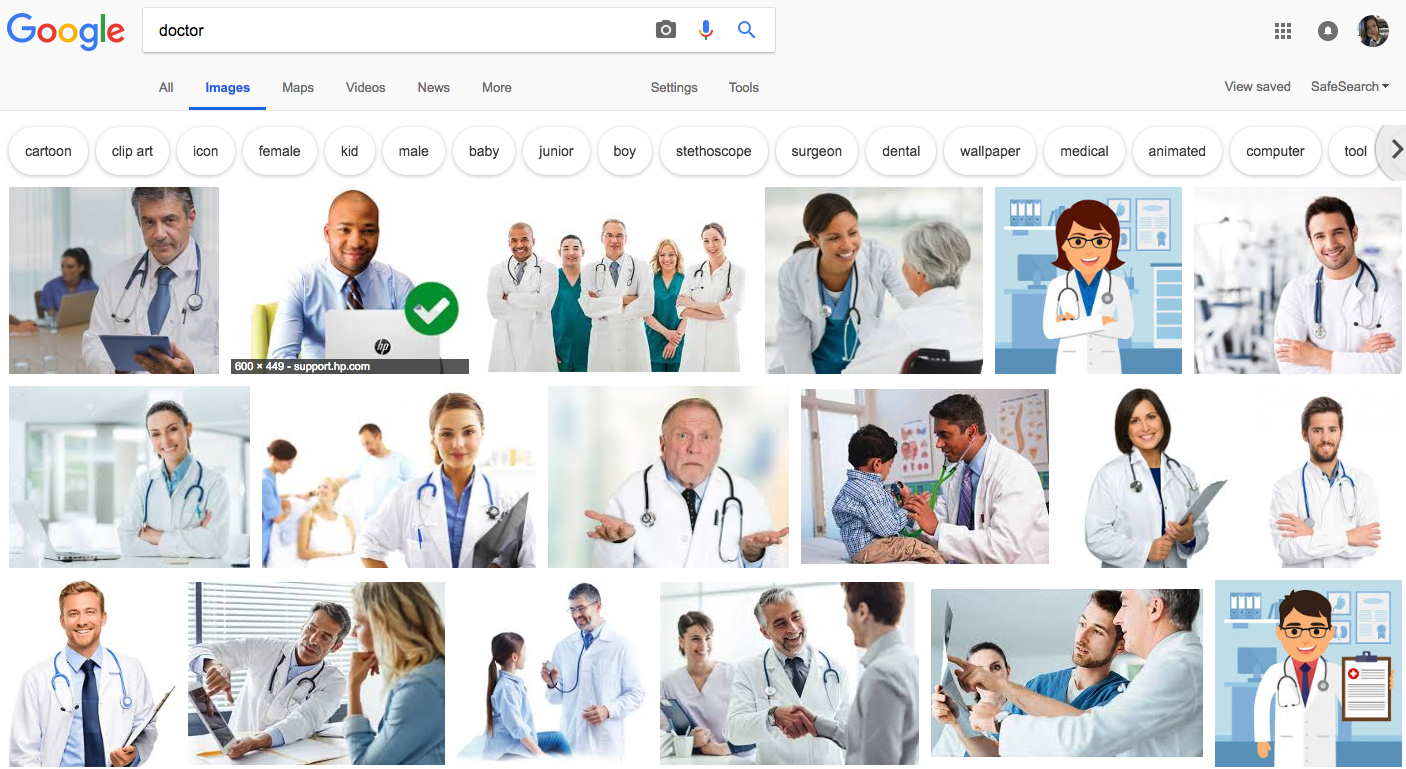 Google
doctor
All Images Maps Videos News More Settings Tools View saved SafeSearch
cartoon clip art icon female kid male baby junior boy stethoscope surgeon dental wallpaper medical animated computer tool
hp
600 × 449 - support.hp.com